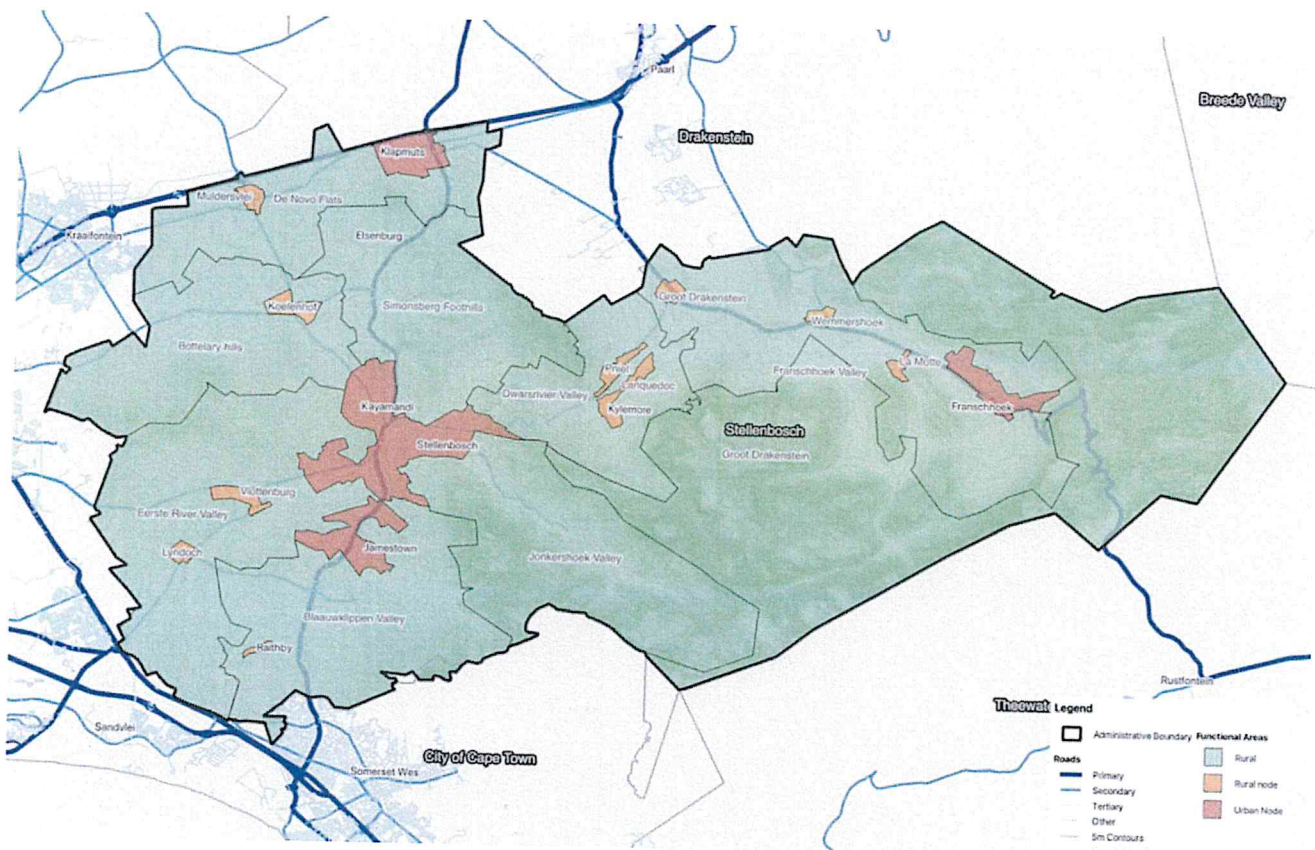 Paarl
Breede Valley
Drakenstein
Klapmuts
Muldersvlei
De Novo Flats
Kraaifontein
Elsenburg
Koelenhof
Simonsberg Foothills
Groot Drakenstein
Wemmershoek
Bottelary hills
Pniel
La Motte
Lanquedoc
Franschhoek Valley
Dwarsrivier Valley
Kayamandi
Kylemore
Franschhoek
Stellenbosch
Stellenbosch
Groot Drakenstein
Vlottenburg
Eerste River Valley
Lyndoch
Jamestown
Jonkershoek Valley
Blaauwklippen Valley
Raithby
Rustfontein
Sandvlei
City of Cape Town
Somerset Wes
Theewat
Legend
Administrative Boundary
Roads
Primary
Secondary
Tertiary
Other
5m Contours
Functional Areas
Rural
Rural node
Urban Node